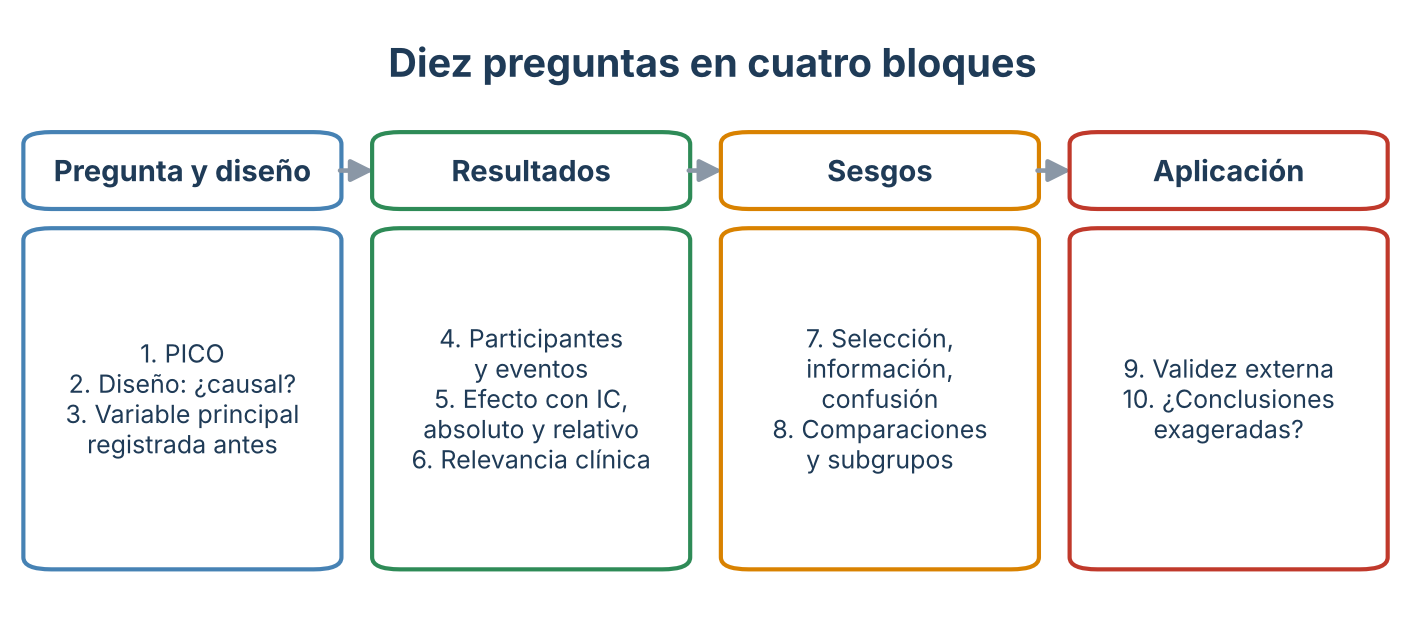 Diez preguntas en cuatro bloques
Pregunta y diseño
Resultados
Sesgos
Aplicación
1. PICO
2. Diseño: ¿causal?
3. Variable principal
registrada antes
4. Participantes
y eventos
5. Efecto con IC,
absoluto y relativo
6. Relevancia clínica
7. Selección,
información,
confusión
8. Comparaciones
y subgrupos
9. Validez externa
10. ¿Conclusiones
exageradas?